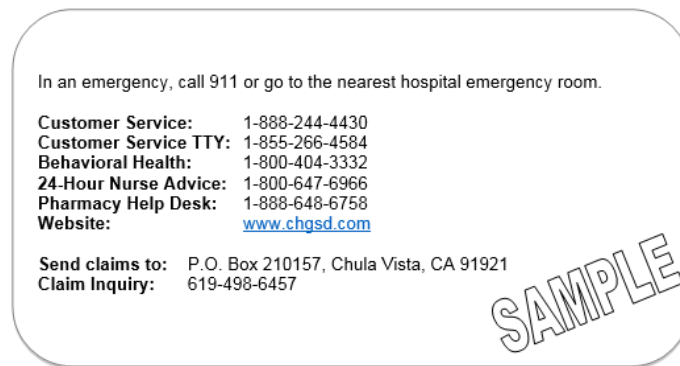 In an emergency, call 911 or go to the nearest hospital emergency room.
Customer Service: 1-888-244-4430
Customer Service TTY: 1-855-266-4584
Behavioral Health: 1-800-404-3332
24-Hour Nurse Advice: 1-800-647-6966
Pharmacy Help Desk: 1-888-648-6758
Website: www.chgsd.com
Send claims to: P.O. Box 210157, Chula Vista, CA 91921
Claim Inquiry: 619-498-6457
SAMPLE